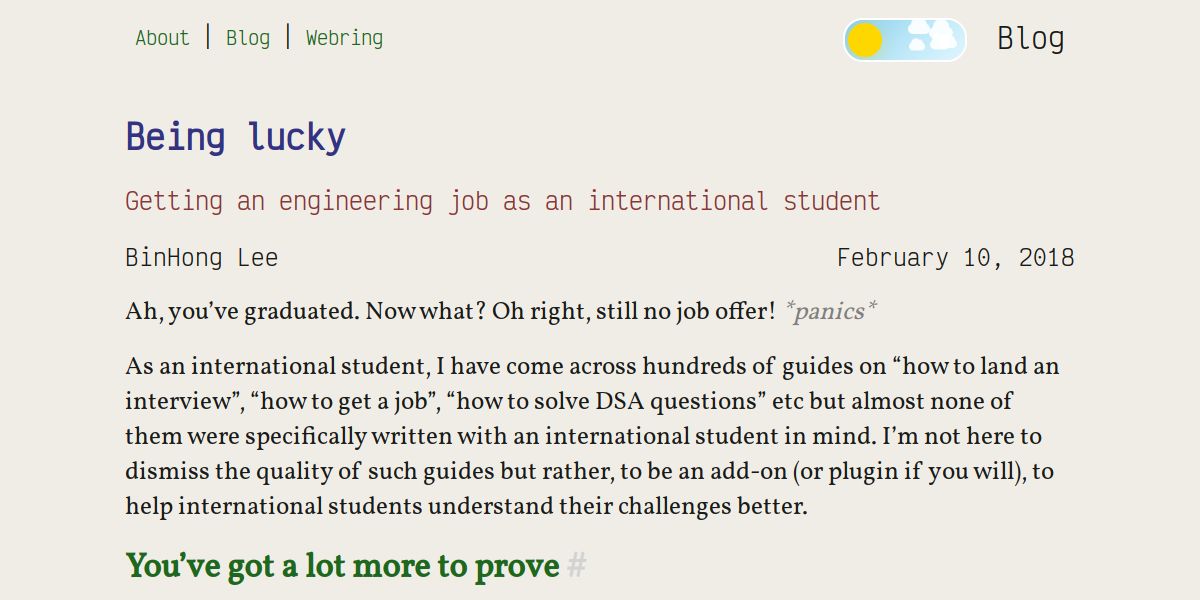 About | Blog | Webring
Blog
Being lucky
Getting an engineering job as an international student
BinHong Lee
February 10, 2018
Ah, you’ve graduated. Now what? Oh right, still no job offer! *panics*
As an international student, I have come across hundreds of guides on “how to land an
interview”, “how to get a job”, “how to solve DSA questions” etc but almost none of
them were specifically written with an international student in mind. I’m not here to
dismiss the quality of such guides but rather, to be an add-on (or plugin if you will), to
help international students understand their challenges better.
You’ve got a lot more to prove #